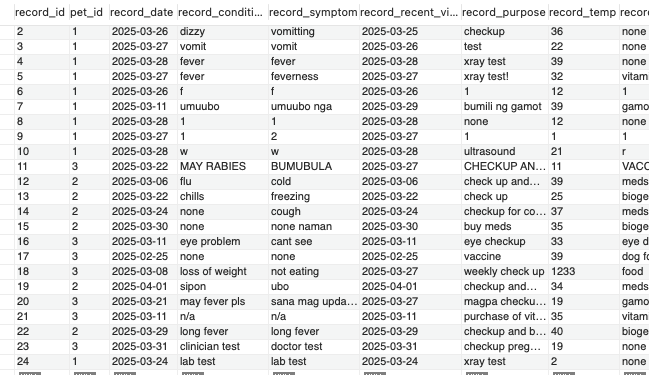 record_id pet_id record_date record_conditi... record_symptom record_recent_vi... record_purpose record_temp record
2 1 2025-03-26 dizzy vomitting 2025-03-25 checkup 36 none
3 1 2025-03-27 vomit vomit 2025-03-26 test 22 none
4 1 2025-03-28 fever fever 2025-03-28 xray test 39 none
5 1 2025-03-27 fever feverness 2025-03-27 xray test! 32 vitam
6 1 2025-03-26 f f 2025-03-26 1 12 1
7 1 2025-03-11 umuubo umuubo nga 2025-03-29 bumili ng gamot 39 gamo
8 1 2025-03-28 1 1 2025-03-28 none 12 none
9 1 2025-03-27 1 2 2025-03-27 1 1 1
10 1 2025-03-28 w w 2025-03-28 ultrasound 21 r
11 3 2025-03-22 MAY RABIES BUMUBULA 2025-03-27 CHECKUP AN... 11 VACC
12 2 2025-03-06 flu cold 2025-03-06 check up and... 39 meds
13 2 2025-03-22 chills freezing 2025-03-22 check up 25 bioge
14 2 2025-03-24 none cough 2025-03-24 checkup for co... 37 meds
15 2 2025-03-30 none none naman 2025-03-30 buy meds 35 bioge
16 3 2025-03-11 eye problem cant see 2025-03-11 eye checkup 33 eye d
17 3 2025-02-25 none none 2025-02-25 vaccine 39 dog fo
18 3 2025-03-08 loss of weight not eating 2025-03-27 weekly check up 1233 food
19 2 2025-04-01 sipon ubo 2025-04-01 checkup and... 34 meds
20 3 2025-03-21 may fever pls sana mag upda... 2025-03-27 magpa checku... 19 gamo
21 3 2025-03-11 n/a n/a 2025-03-11 purchase of vit... 35 vitam
22 2 2025-03-29 long fever long fever 2025-03-29 checkup and b... 40 bioge
23 3 2025-03-31 clinician test doctor test 2025-03-31 checkup preg... 19 none
24 1 2025-03-24 lab test lab test 2025-03-24 xray test 2 none